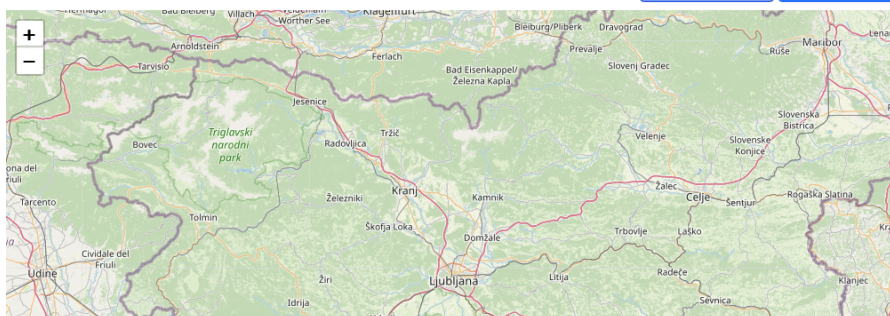 Hermagor
Bad Bleiberg
Villach
Worther See
Klagenfurt
Bleiburg/Pliberk
Dravograd
+
Arnoldstein
Ferlach
Prevalje
Ruše
Maribor
−
Tarvisio
Bad Eisenkappel/
Železna Kapla
Slovenj Gradec
Jesenice
Slovenska
Bistrica
Triglavski
narodni
park
Bovec
Radovljica
Tržič
Velenje
Slovenske
Konjice
Tarcento
Železniki
Kranj
Kamnik
Žalec
Celje
Šentjur
Rogaška Slatina
Tolmin
Škofja Loka
Domžale
Trbovlje
Laško
Cividale del
Friuli
Udine
Žiri
Ljubljana
Litija
Radeče
Klanjec
Idrija
Sevnica